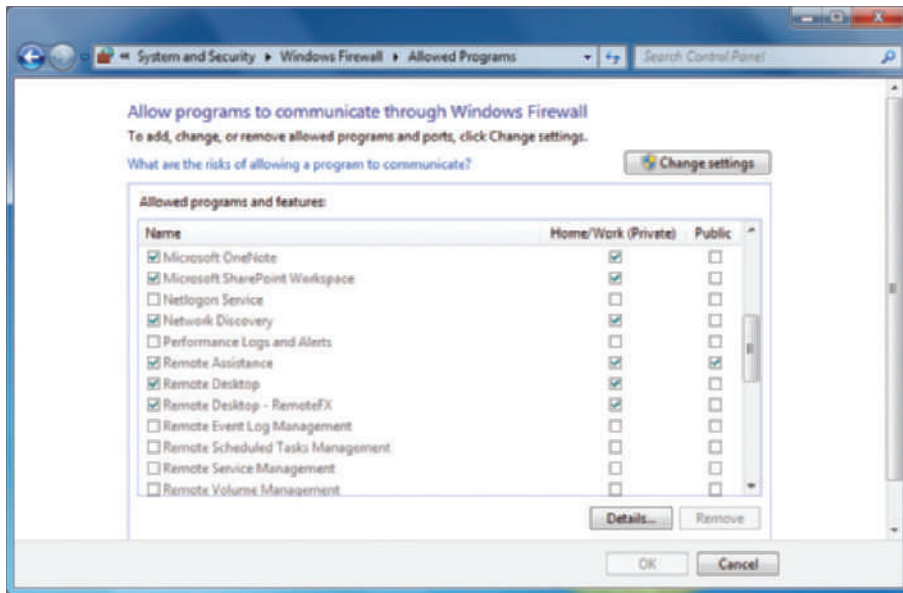 « System and Security ▸ Windows Firewall ▸ Allowed Programs Search Control Panel
Allow programs to communicate through Windows Firewall
To add, change, or remove allowed programs and ports, click Change settings.
What are the risks of allowing a program to communicate? Change settings
Allowed programs and features:
Name Home/Work (Private) Public
Microsoft OneNote
Microsoft SharePoint Workspace
Netlogon Service
Network Discovery
Performance Logs and Alerts
Remote Assistance
Remote Desktop
Remote Desktop - RemoteFX
Remote Event Log Management
Remote Scheduled Tasks Management
Remote Service Management
Remote Volume Management
Details... Remove
OK Cancel